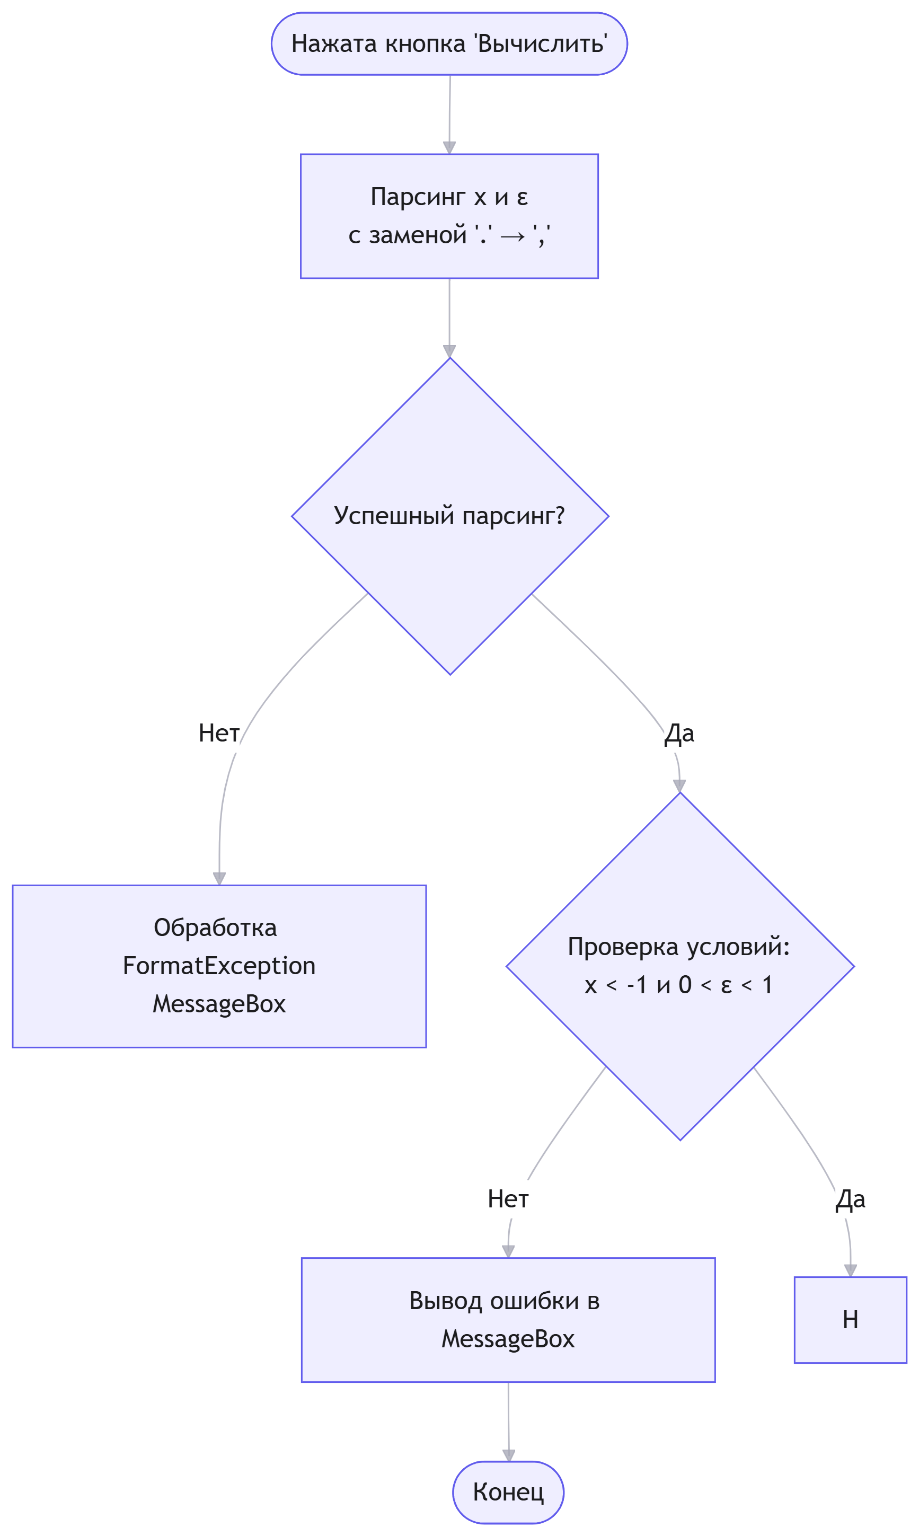 Нажата кнопка 'Вычислить'
Парсинг x и ε
с заменой '.' → ','
Успешный парсинг?
Нет
Да
Обработка
FormatException
MessageBox
Проверка условий:
x < -1 и 0 < ε < 1
Нет
Да
Вывод ошибки в
MessageBox
H
Конец